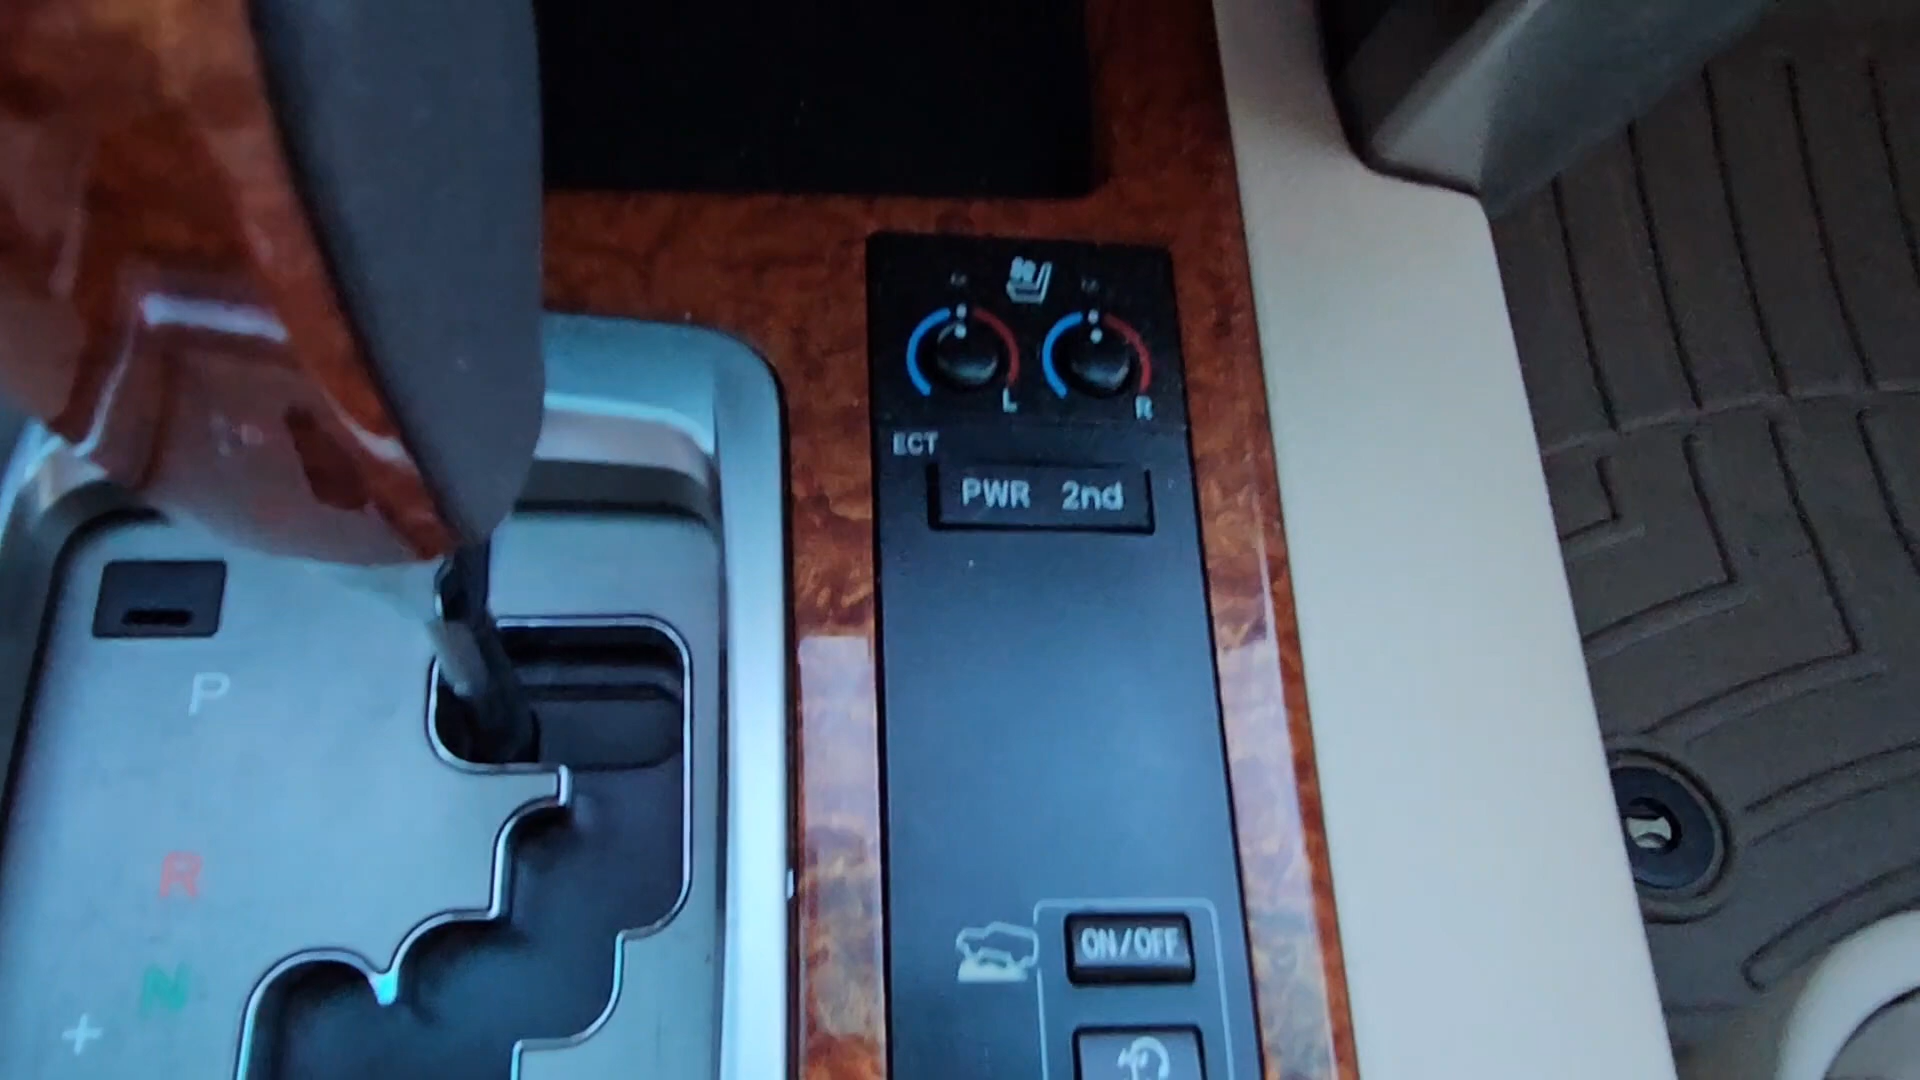 L R
ECT
PWR 2nd
P
R
ON/OFF
N
+